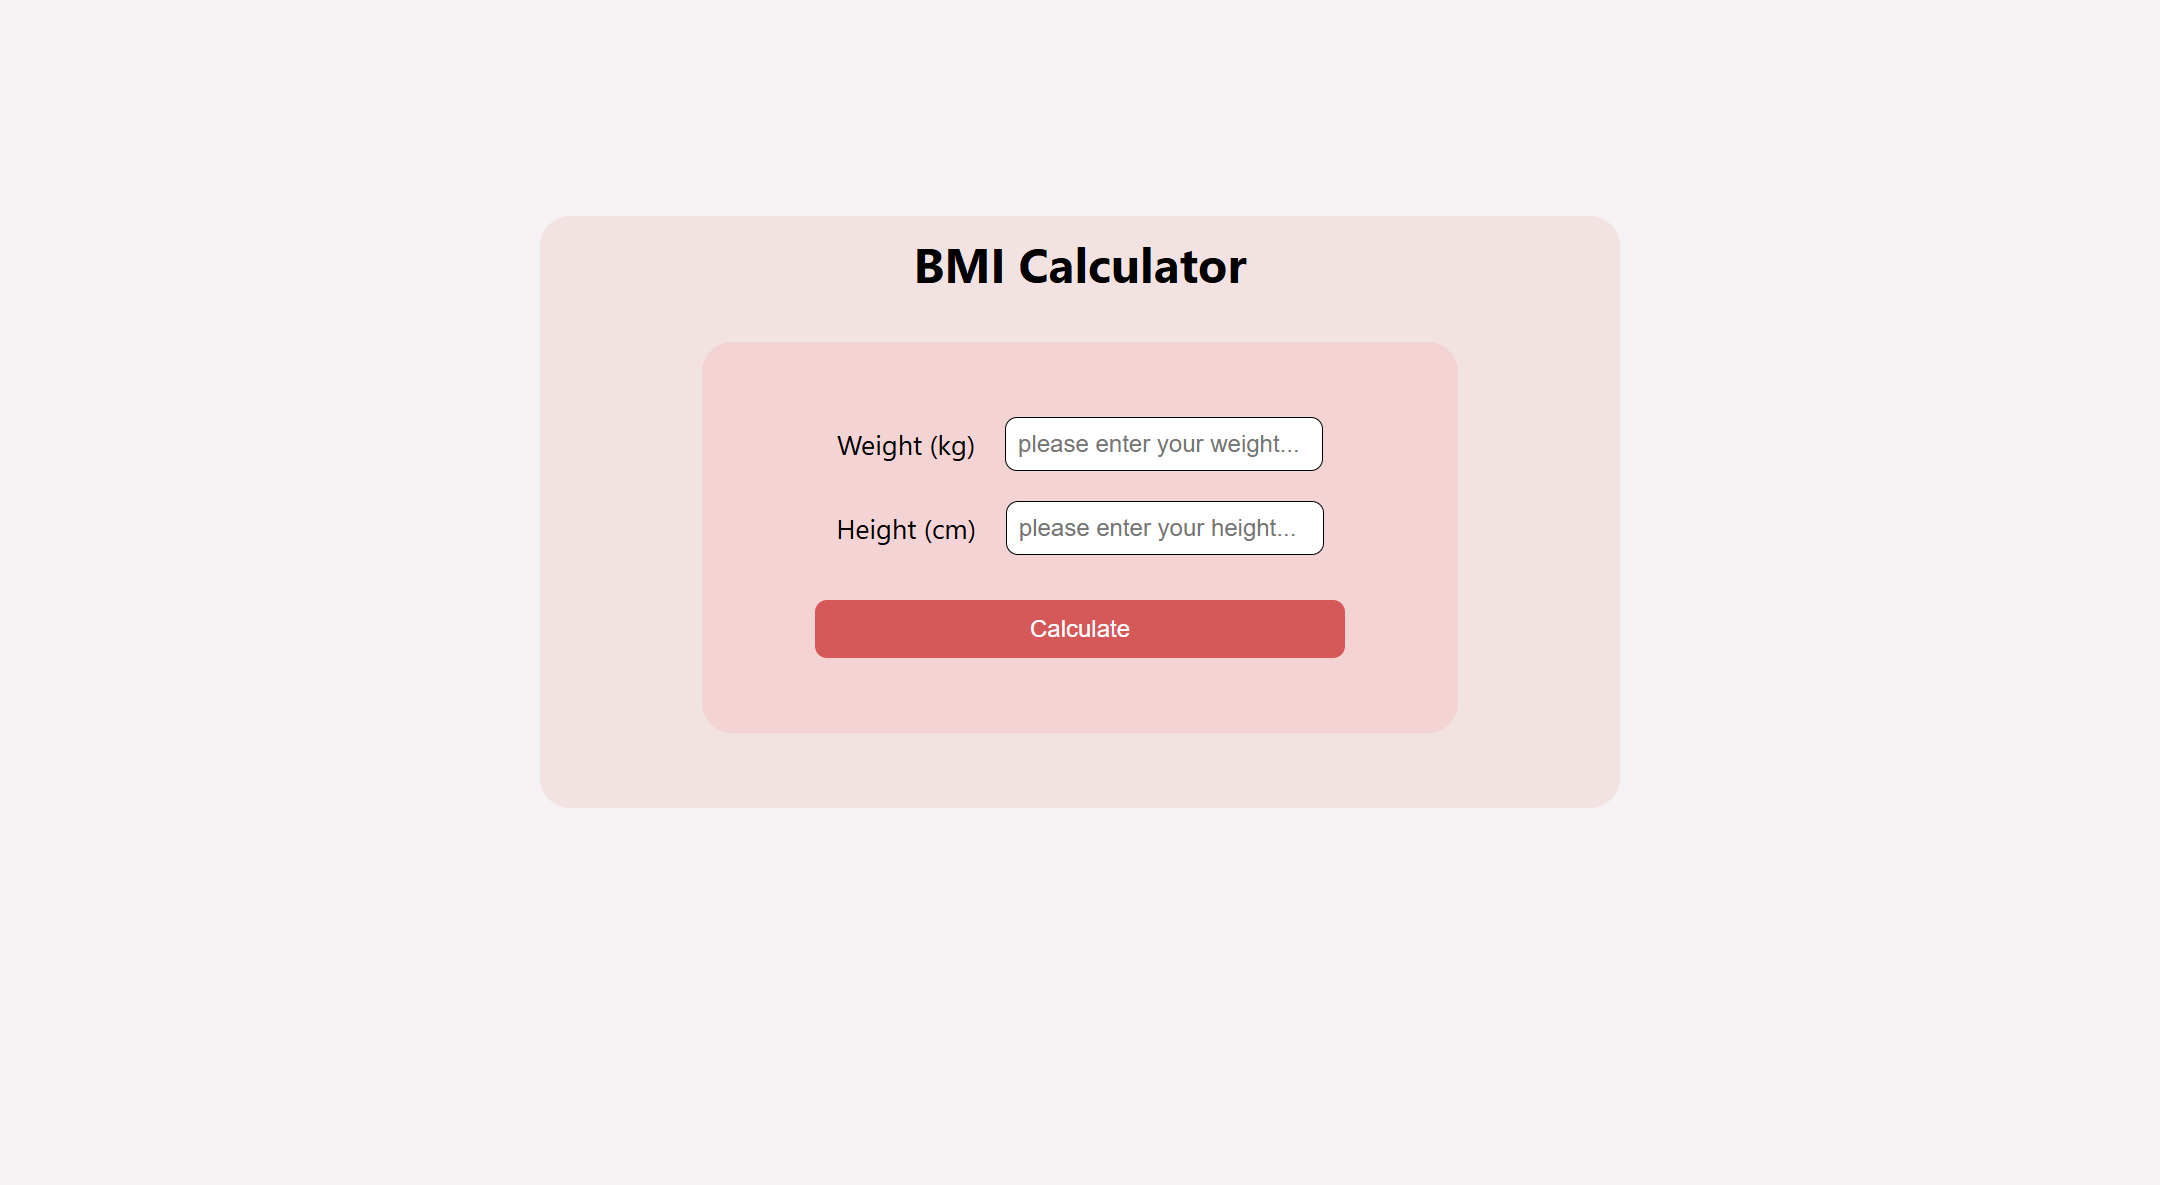 BMI Calculator
Weight (kg) please enter your weight...
Height (cm) please enter your height...
Calculate